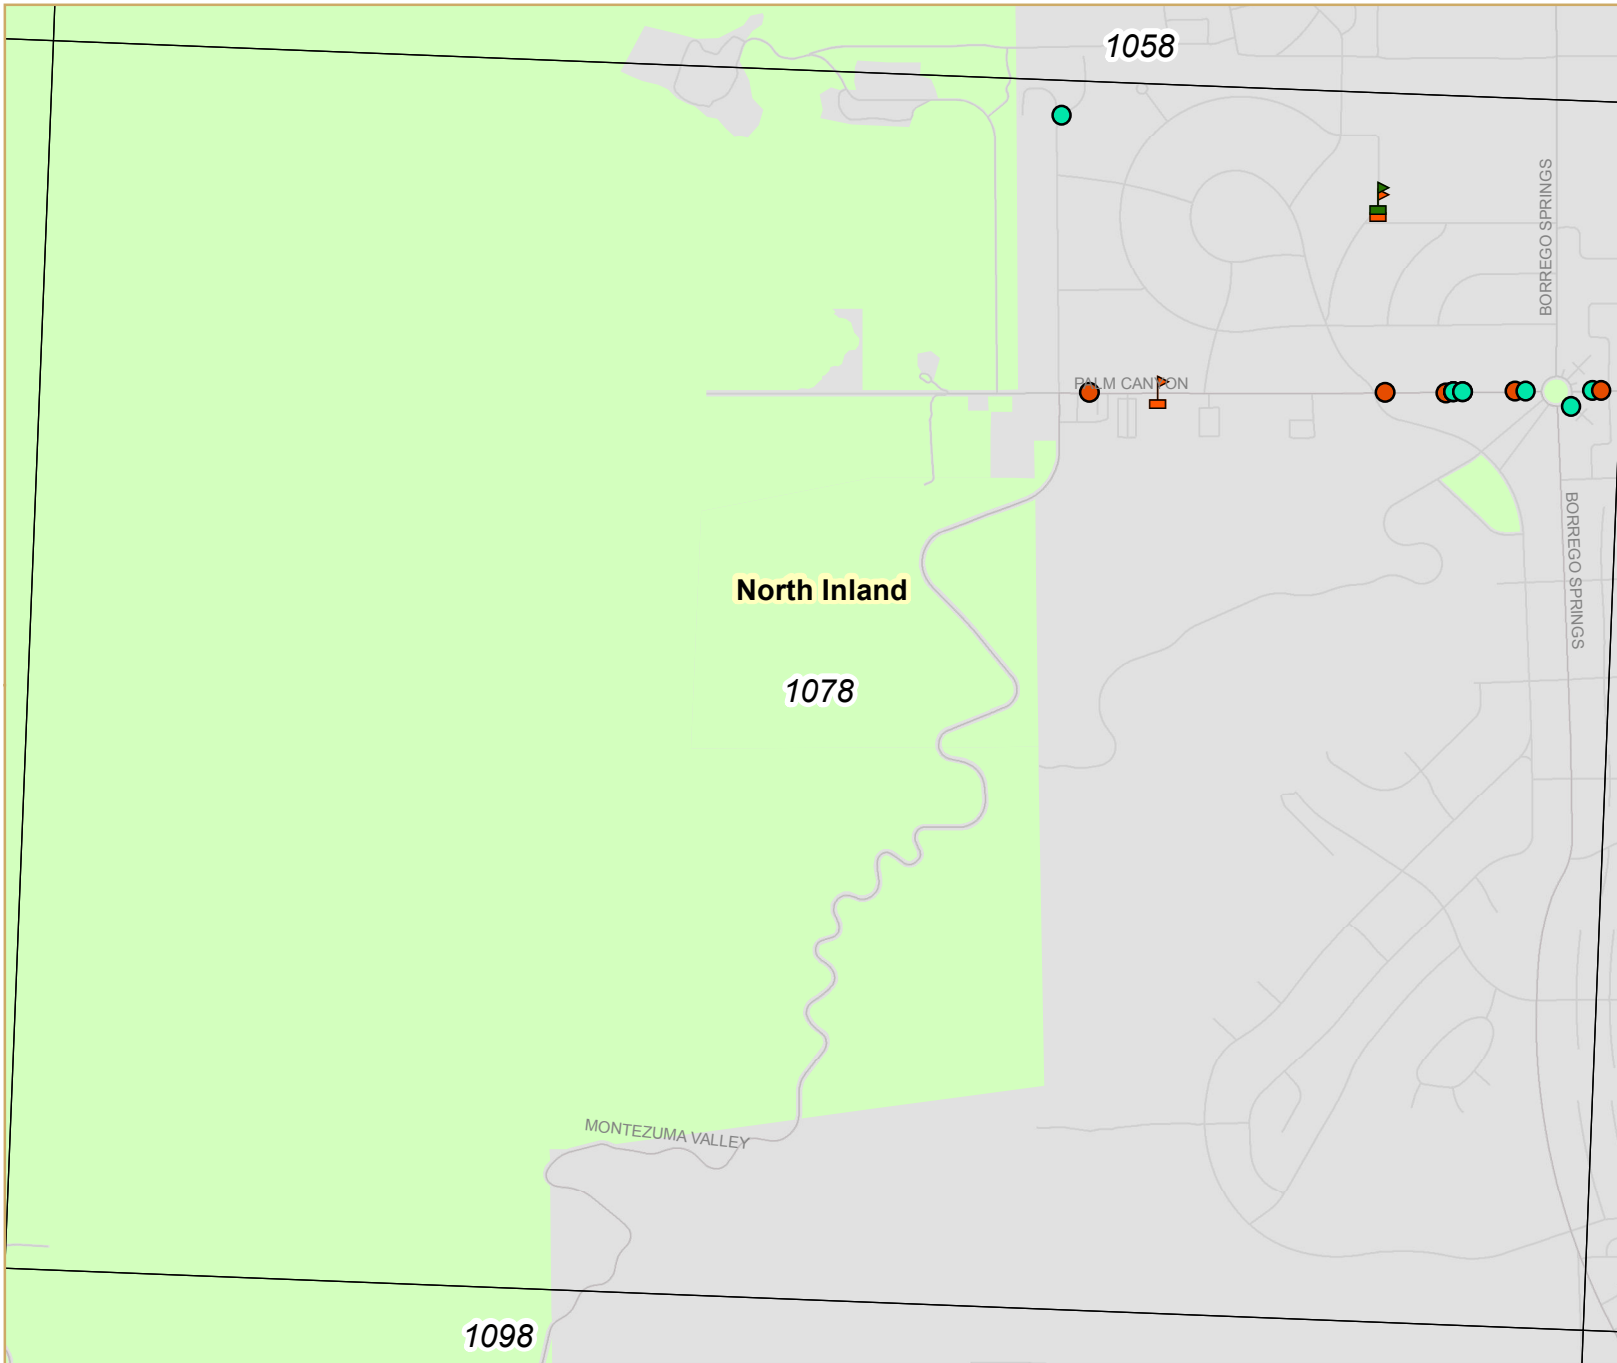 1058
BORREGO SPRINGS
PALM CANYON
BORREGO SPRINGS
North Inland
1078
MONTEZUMA VALLEY
1098